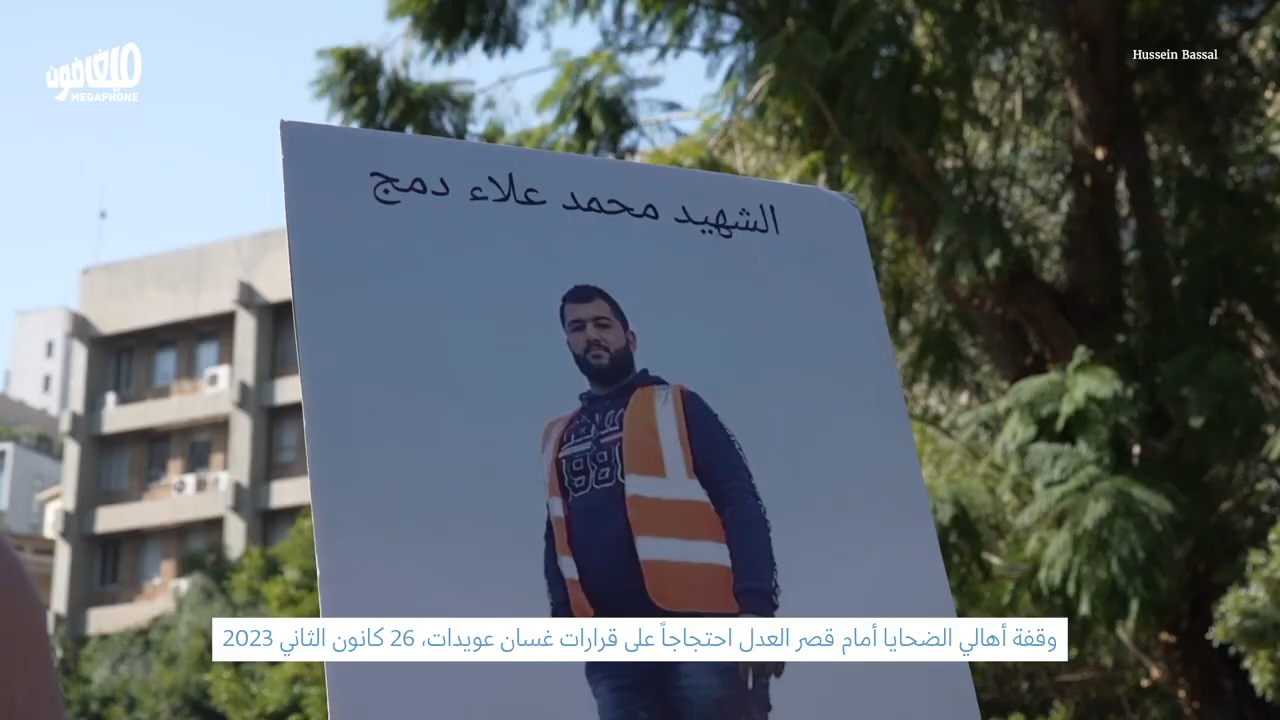 ميغافون
MEGAPHONE
Hussein Bassal
الشهيد محمد علاء دمج
198
وقفة أهالي الضحايا أمام قصر العدل احتجاجاً على قرارات غسان عويدات، 26 كانون الثاني 2023